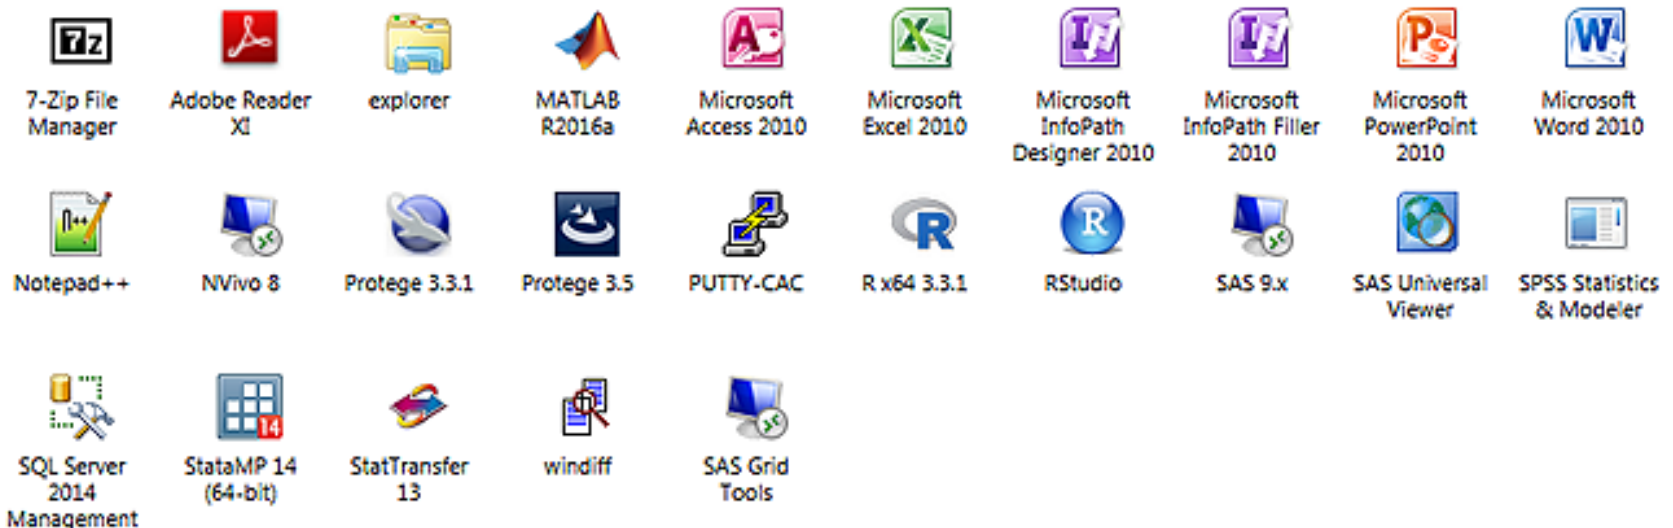 7-Zip File
Manager
Adobe Reader
XI
explorer
MATLAB
R2016a
Microsoft
Access 2010
Microsoft
Excel 2010
Microsoft
InfoPath
Designer 2010
Microsoft
InfoPath Filler
2010
Microsoft
PowerPoint
2010
Microsoft
Word 2010
Notepad++
NVivo 8
Protege 3.3.1
Protege 3.5
PUTTY-CAC
R x64 3.3.1
RStudio
SAS 9.x
SAS Universal
Viewer
SPSS Statistics
& Modeler
SQL Server
2014
Management
14
StataMP 14
(64-bit)
StatTransfer
13
windiff
SAS Grid
Tools